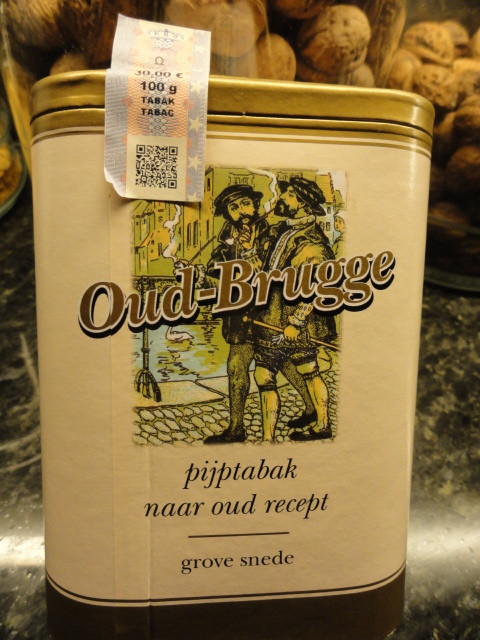 Ω
30,00 €
100 g
TABAK
TABAC
Oud-Brugge
pijptabak
naar oud recept
grove snede